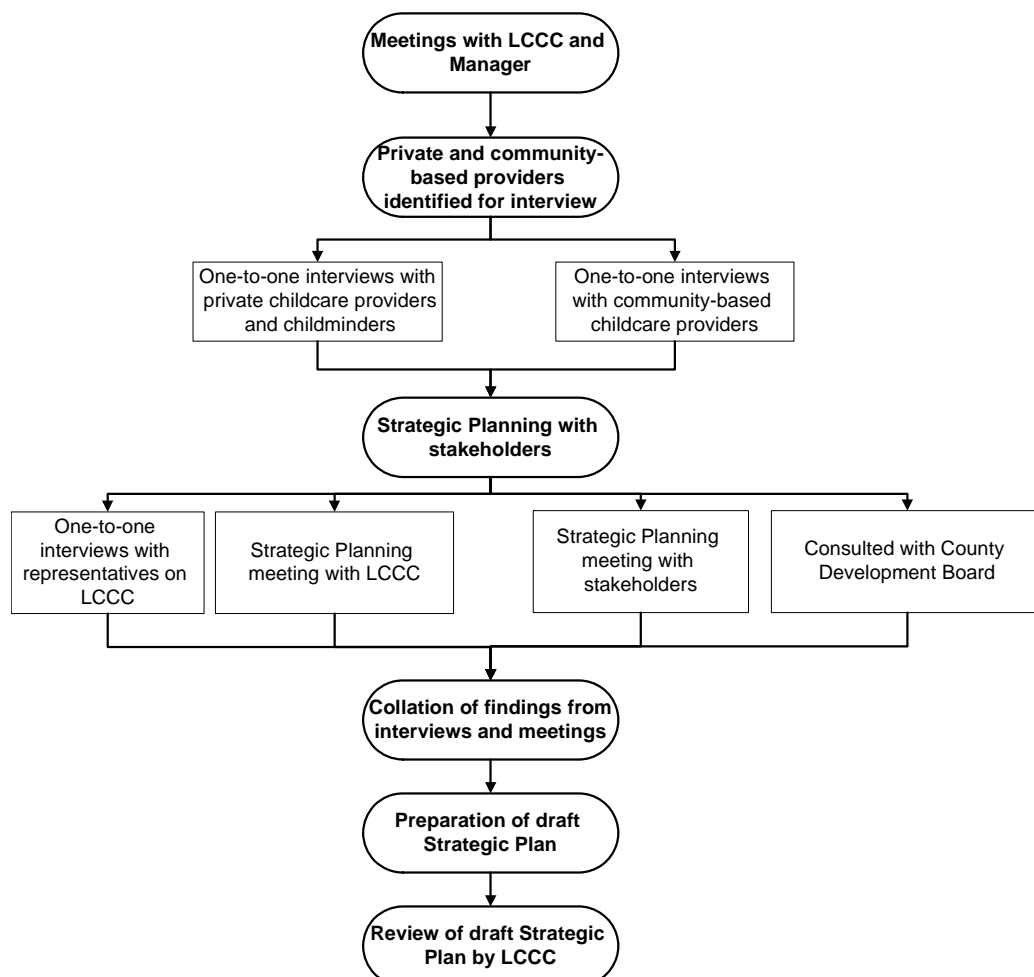 Meetings with LCCC and
Manager
Private and community-
based providers
identified for interview
One-to-one interviews with
private childcare providers
and childminders
One-to-one interviews
with community-based
childcare providers
Strategic Planning with
stakeholders
One-to-one
interviews with
representatives on
LCCC
Strategic Planning
meeting with LCCC
Strategic Planning
meeting with
stakeholders
Consulted with County
Development Board
Collation of findings from
interviews and meetings
Preparation of draft
Strategic Plan
Review of draft Strategic
Plan by LCCC